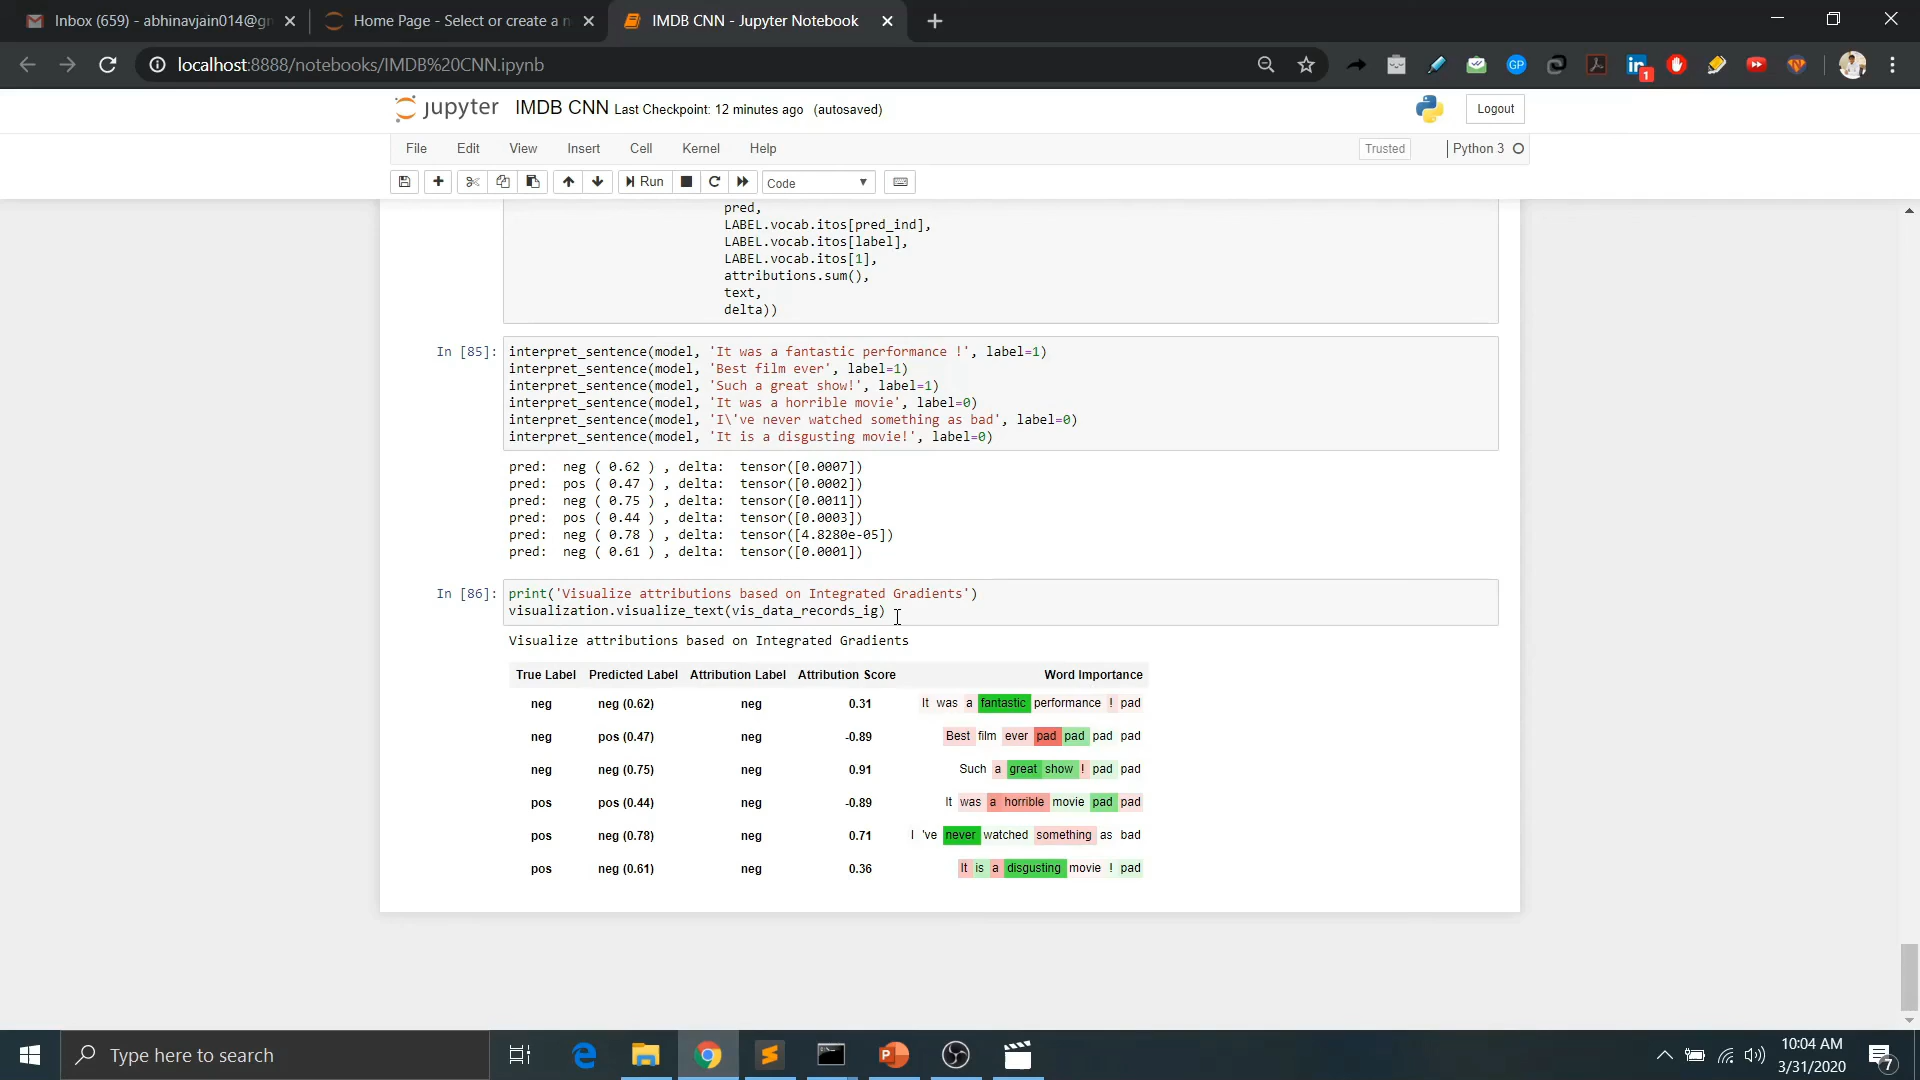 Inbox (659) - abhinavjain014@gm
Home Page - Select or create a n
IMDB CNN - Jupyter Notebook
localhost:8888/notebooks/IMDB%20CNN.ipynb
GP
in
1
jupyter IMDB CNN Last Checkpoint: 12 minutes ago (autosaved)
Logout
File Edit View Insert Cell Kernel Help
Trusted
Python 3
Run
Code
pred,
LABEL.vocab.itos[pred_ind],
LABEL.vocab.itos[label],
LABEL.vocab.itos[1],
attributions.sum(),
text,
delta))
In [85]:
interpret_sentence(model, 'It was a fantastic performance !', label=1)
interpret_sentence(model, 'Best film ever', label=1)
interpret_sentence(model, 'Such a great show!', label=1)
interpret_sentence(model, 'It was a horrible movie', label=0)
interpret_sentence(model, 'I\'ve never watched something as bad', label=0)
interpret_sentence(model, 'It is a disgusting movie!', label=0)
pred: neg ( 0.62 ) , delta: tensor([0.0007])
pred: pos ( 0.47 ) , delta: tensor([0.0002])
pred: neg ( 0.75 ) , delta: tensor([0.0011])
pred: pos ( 0.44 ) , delta: tensor([0.0003])
pred: neg ( 0.78 ) , delta: tensor([4.8280e-05])
pred: neg ( 0.61 ) , delta: tensor([0.0001])
In [86]:
print('Visualize attributions based on Integrated Gradients')
visualization.visualize_text(vis_data_records_ig)
Visualize attributions based on Integrated Gradients
True Label Predicted Label Attribution Label Attribution Score Word Importance
neg neg (0.62) neg 0.31 It was a fantastic performance ! pad
neg pos (0.47) neg -0.89 Best film ever pad pad pad pad
neg neg (0.75) neg 0.91 Such a great show ! pad pad
pos pos (0.44) neg -0.89 It was a horrible movie pad pad
pos neg (0.78) neg 0.71 I 've never watched something as bad
pos neg (0.61) neg 0.36 It is a disgusting movie ! pad
Type here to search
10:04 AM
3/31/2020
7